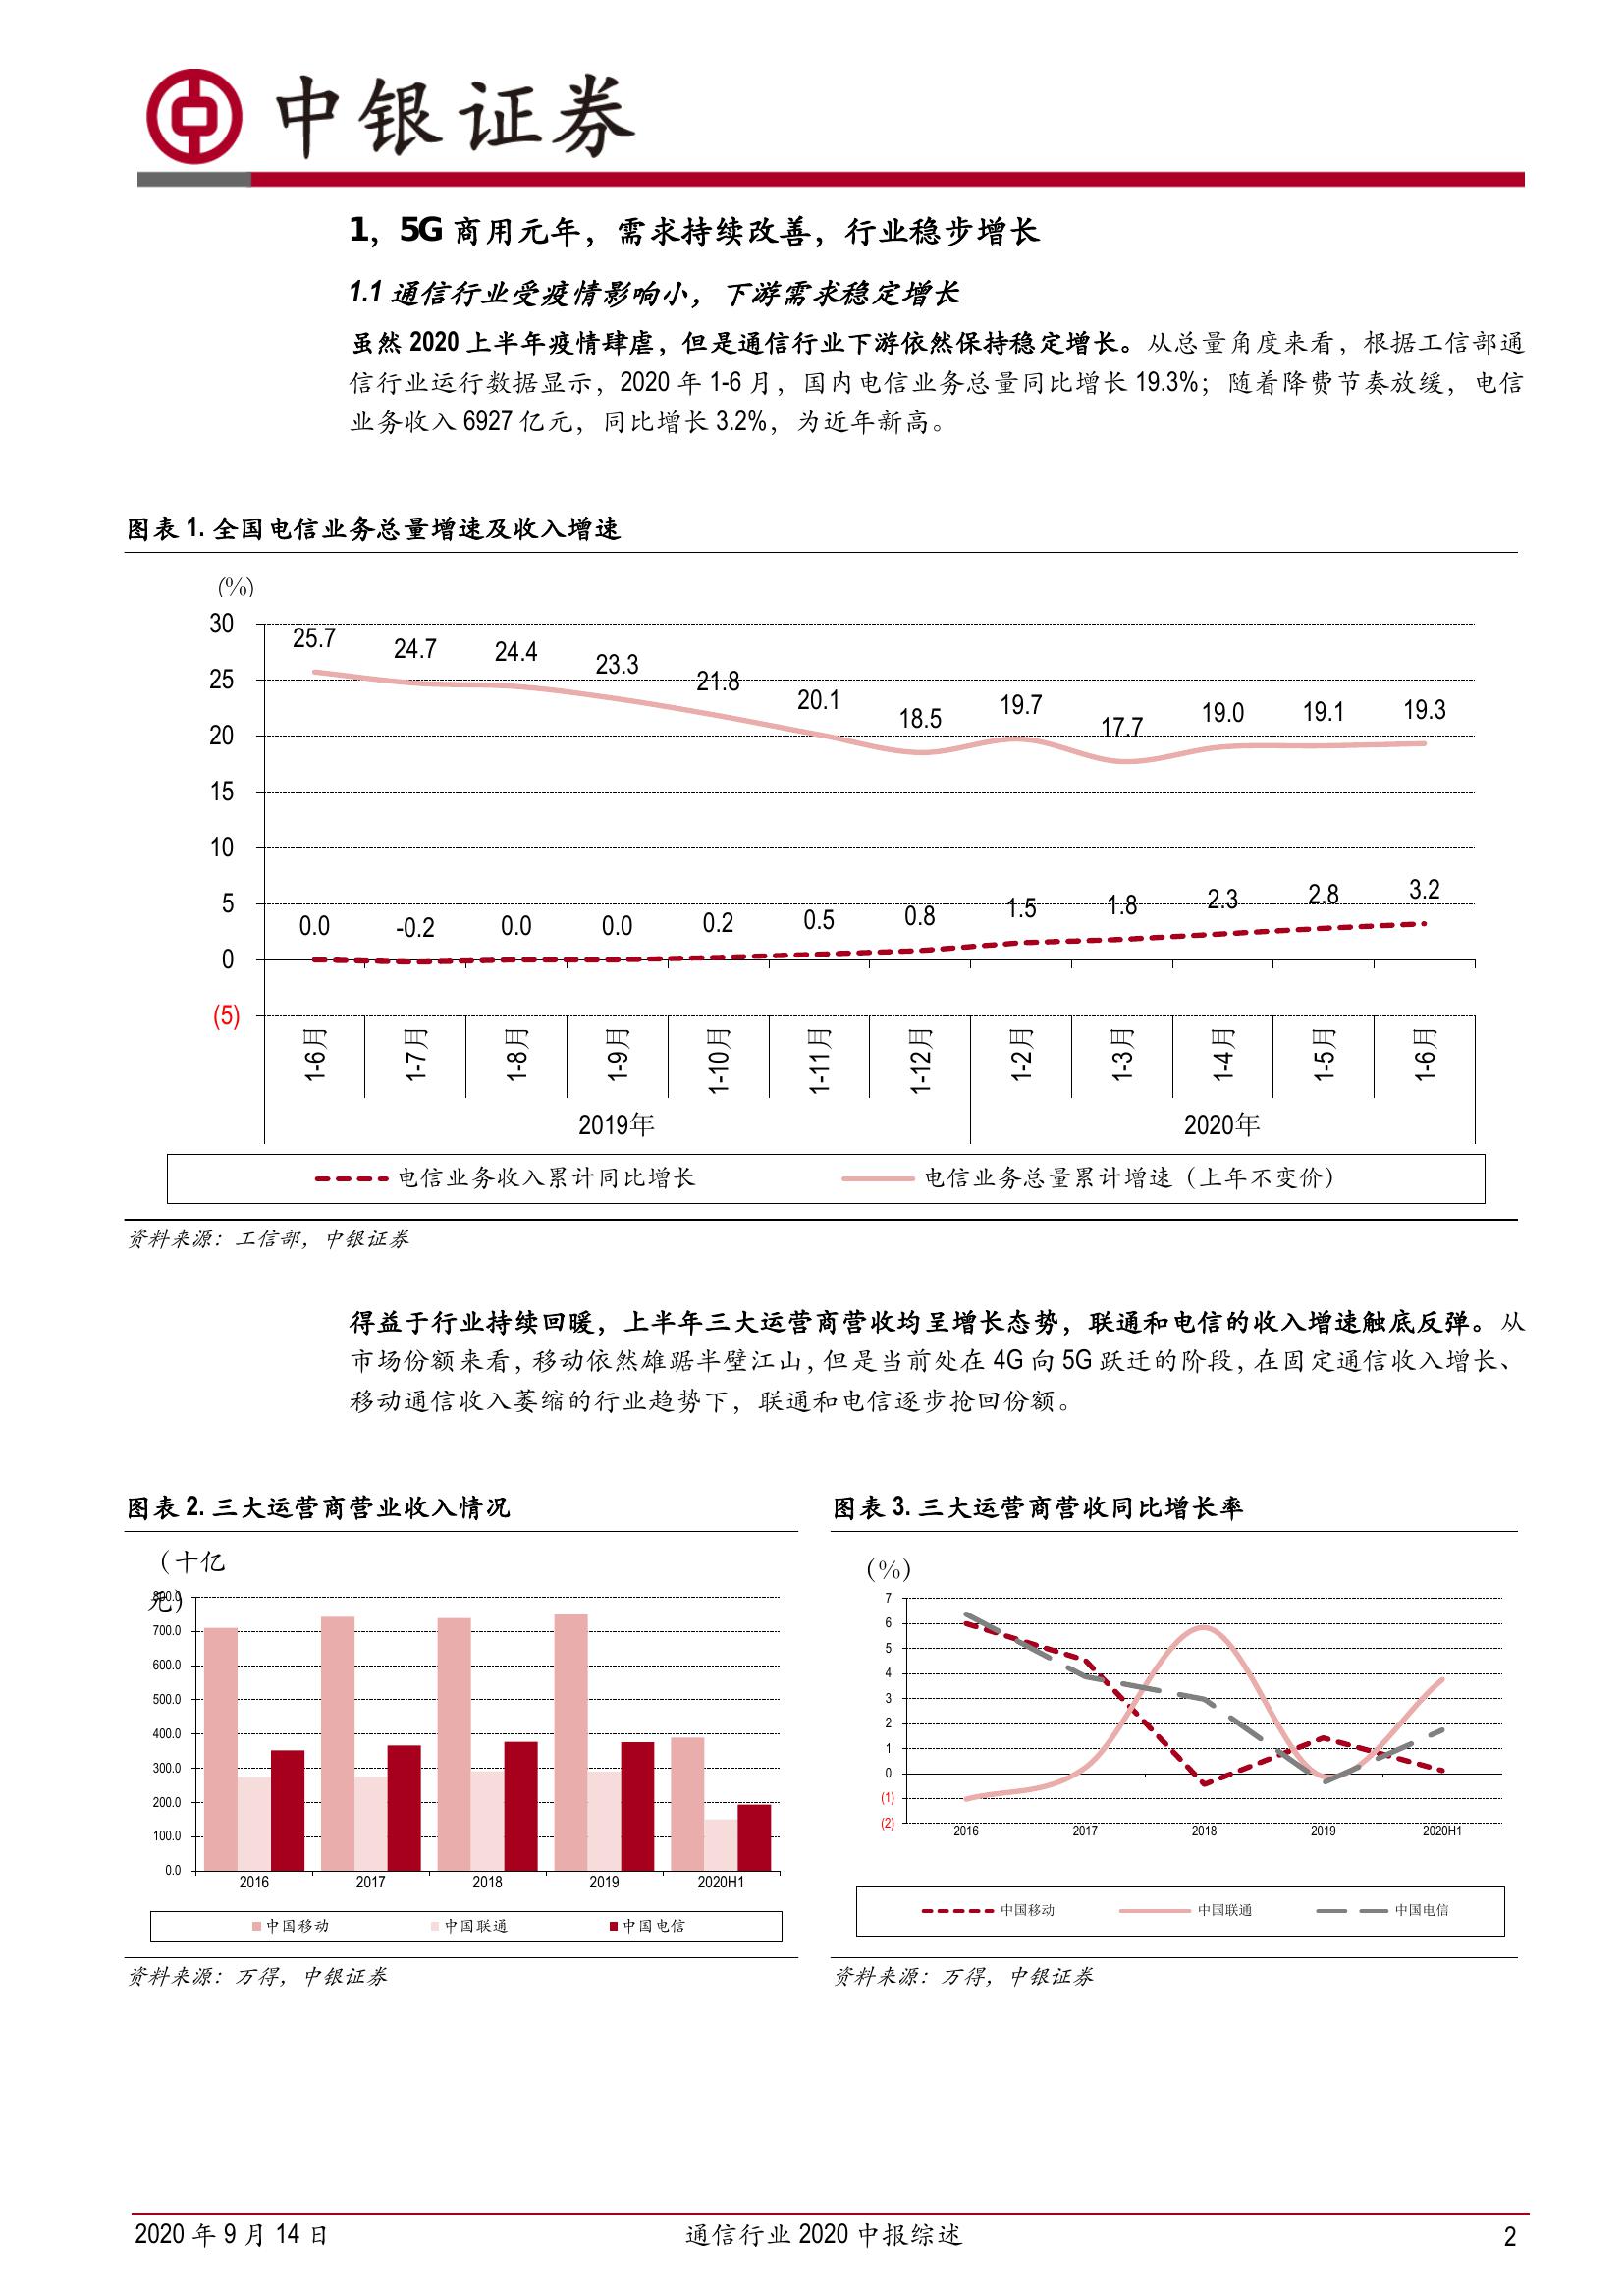 中银证券
1，5G 商用元年，需求持续改善，行业稳步增长
1.1 通信行业受疫情影响小，下游需求稳定增长
虽然 2020 上半年疫情肆虐，但是通信行业下游依然保持稳定增长。从总量角度来看，根据工信部通
信行业运行数据显示，2020 年 1-6 月，国内电信业务总量同比增长 19.3%；随着降费节奏放缓，电信
业务收入 6927 亿元，同比增长 3.2%，为近年新高。
图表 1. 全国电信业务总量增速及收入增速
(%)
30
25
20
15
10
5
0
(5)
25.7 24.7 24.4 23.3 21.8 20.1 18.5 19.7 17.7 19.0 19.1 19.3
0.0 -0.2 0.0 0.0 0.2 0.5 0.8 1.5 1.8 2.3 2.8 3.2
1-6月 1-7月 1-8月 1-9月 1-10月 1-11月 1-12月 1-2月 1-3月 1-4月 1-5月 1-6月
2019年 2020年
电信业务收入累计同比增长 电信业务总量累计增速（上年不变价）
资料来源：工信部，中银证券
得益于行业持续回暖，上半年三大运营商营收均呈增长态势，联通和电信的收入增速触底反弹。从
市场份额来看，移动依然雄踞半壁江山，但是当前处在 4G 向 5G 跃迁的阶段，在固定通信收入增长、
移动通信收入萎缩的行业趋势下，联通和电信逐步抢回份额。
图表 2. 三大运营商营业收入情况
（十亿
元）
800.0
700.0
600.0
500.0
400.0
300.0
200.0
100.0
0.0
2016 2017 2018 2019 2020H1
中国移动 中国联通 中国电信
资料来源：万得，中银证券
图表 3. 三大运营商营收同比增长率
（%）
7
6
5
4
3
2
1
0
(1)
(2)
2016 2017 2018 2019 2020H1
中国移动 中国联通 中国电信
资料来源：万得，中银证券
2020 年 9 月 14 日 通信行业 2020 中报综述 2